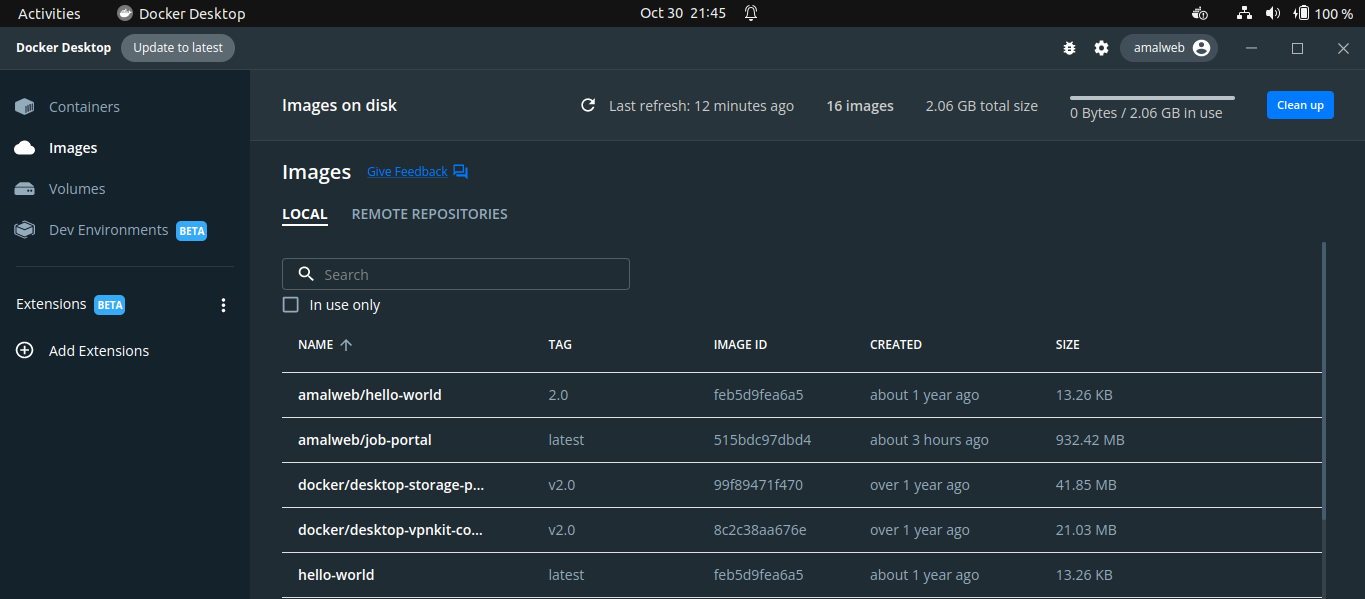 Activities Docker Desktop Oct 30 21:45 100 %
Docker Desktop Update to latest amalweb
Containers
Images
Volumes
Dev Environments BETA
Extensions BETA
Add Extensions
Images on disk Last refresh: 12 minutes ago 16 images 2.06 GB total size 0 Bytes / 2.06 GB in use Clean up
Images Give Feedback
LOCAL REMOTE REPOSITORIES
Search
In use only
NAME TAG IMAGE ID CREATED SIZE
amalweb/hello-world 2.0 feb5d9fea6a5 about 1 year ago 13.26 KB
amalweb/job-portal latest 515bdc97dbd4 about 3 hours ago 932.42 MB
docker/desktop-storage-p... v2.0 99f89471f470 over 1 year ago 41.85 MB
docker/desktop-vpnkit-co... v2.0 8c2c38aa676e over 1 year ago 21.03 MB
hello-world latest feb5d9fea6a5 about 1 year ago 13.26 KB